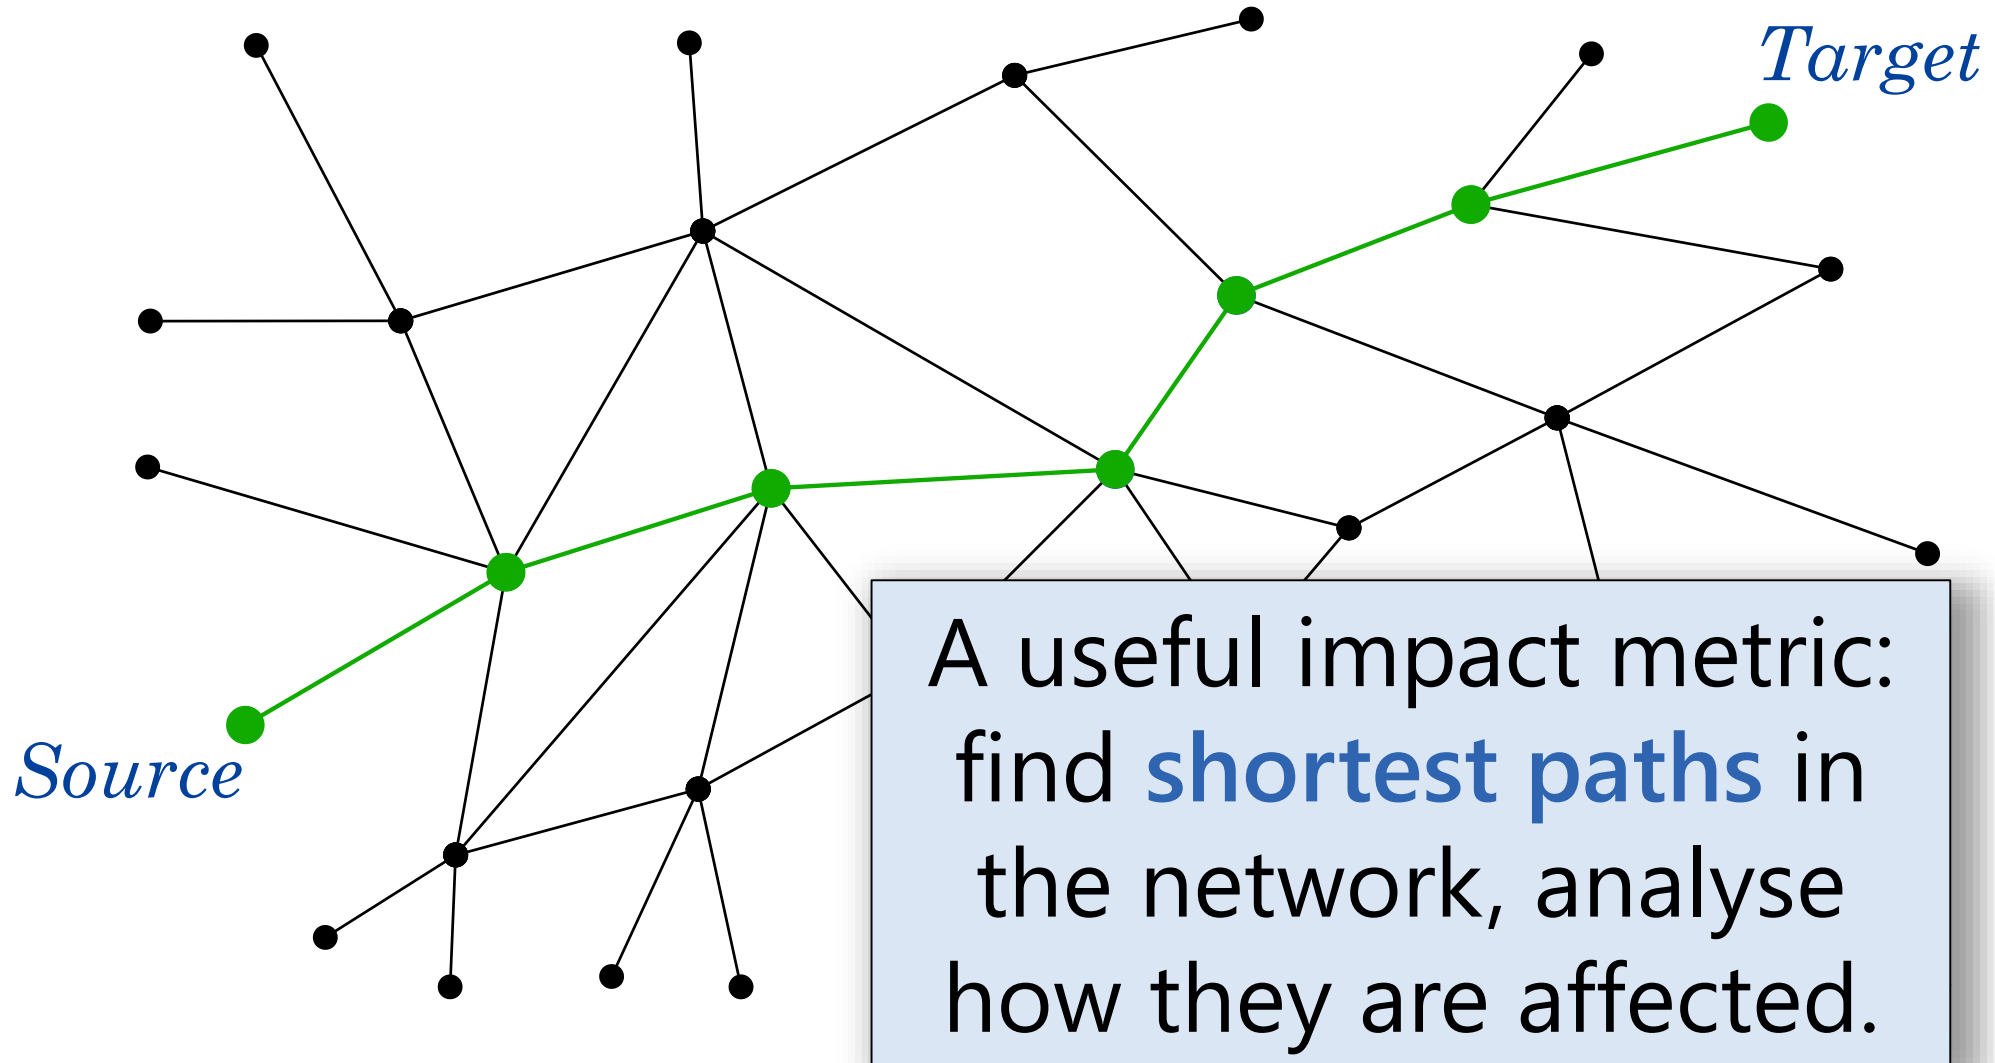 Target
Source
A useful impact metric:
find shortest paths in
the network, analyse
how they are affected.